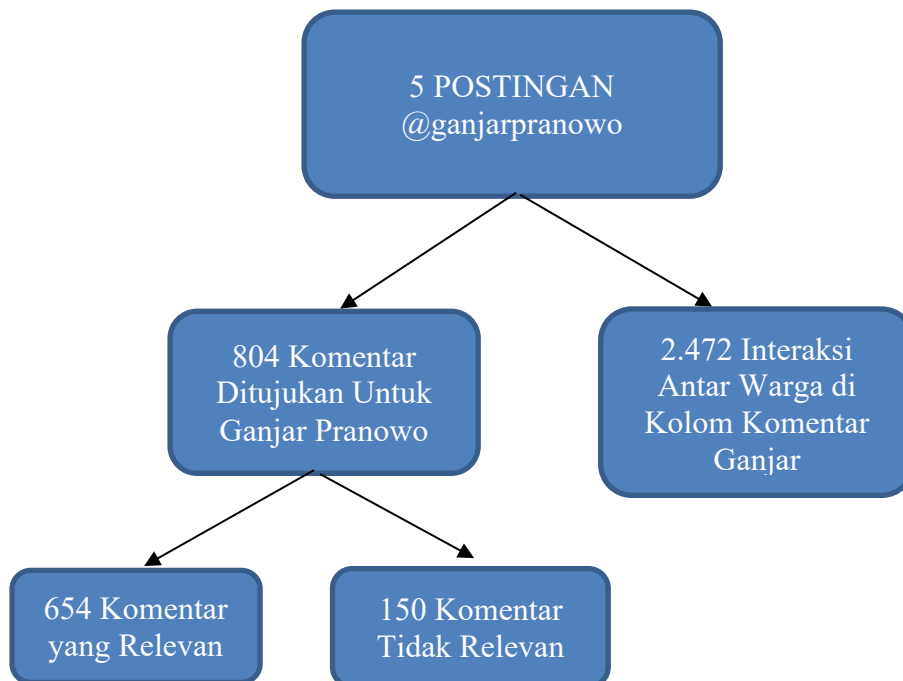 5 POSTINGAN
@ganjarpranowo
804 Komentar
Ditujukan Untuk
Ganjar Pranowo
2.472 Interaksi
Antar Warga di
Kolom Komentar
Ganjar
654 Komentar
yang Relevan
150 Komentar
Tidak Relevan